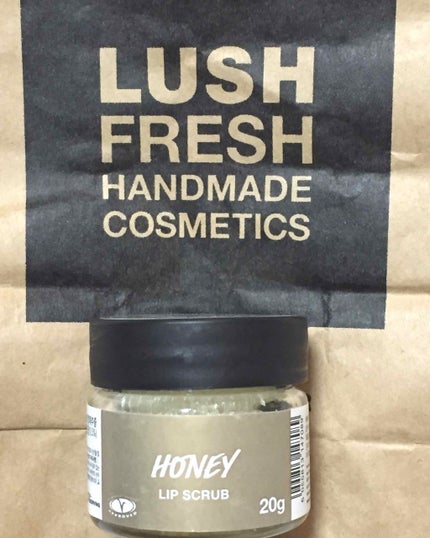 LUSH
FRESH
HANDMADE
COSMETICS
HONEY
LIP SCRUB
20g